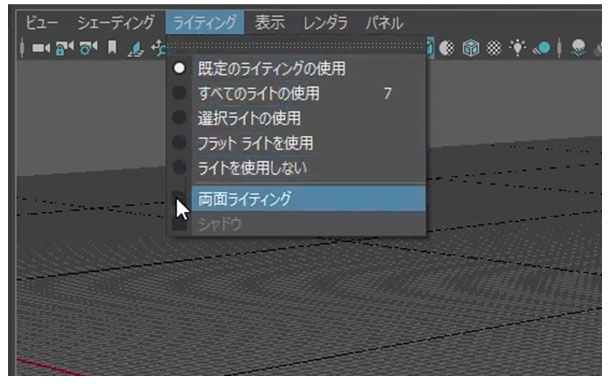 ビュー シェーディング ライティング 表示 レンダラ パネル
既定のライティングの使用
すべてのライトの使用 7
選択ライトの使用
フラット ライトを使用
ライトを使用しない
両面ライティング
シャドウ